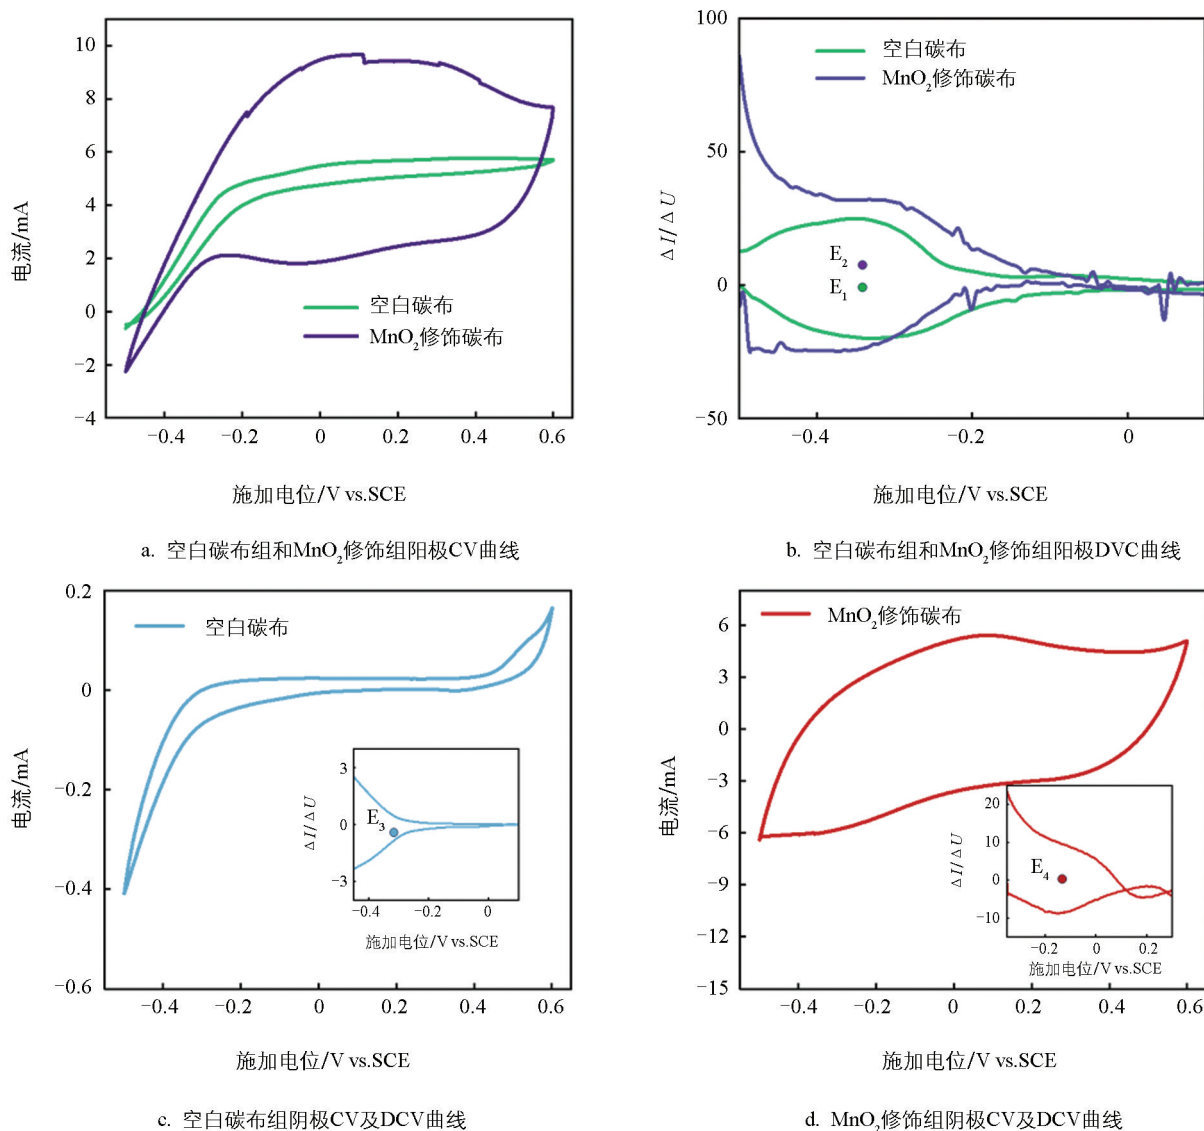 10
8
6
4
2
0
−2
−4
电流/mA
空白碳布
MnO2修饰碳布
−0.4
−0.2
0
0.2
0.4
0.6
施加电位/V vs.SCE
a. 空白碳布组和MnO2修饰组阳极CV曲线
100
50
0
−50
ΔI/ΔU
空白碳布
MnO2修饰碳布
E2
E1
−0.4
−0.2
0
施加电位/V vs.SCE
b. 空白碳布组和MnO2修饰组阳极DVC曲线
0.2
0
−0.2
−0.4
−0.6
电流/mA
空白碳布
3
0
−3
ΔI/ΔU
E3
−0.4
−0.2
0
施加电位/V vs.SCE
−0.4
−0.2
0
0.2
0.4
0.6
施加电位/V vs.SCE
c. 空白碳布组阴极CV及DCV曲线
6
3
0
−3
−6
−9
−12
−15
电流/mA
MnO2修饰碳布
20
10
0
−10
ΔI/ΔU
E4
−0.2
0
0.2
施加电位/V vs.SCE
−0.4
−0.2
0
0.2
0.4
0.6
施加电位/V vs.SCE
d. MnO2修饰组阴极CV及DCV曲线